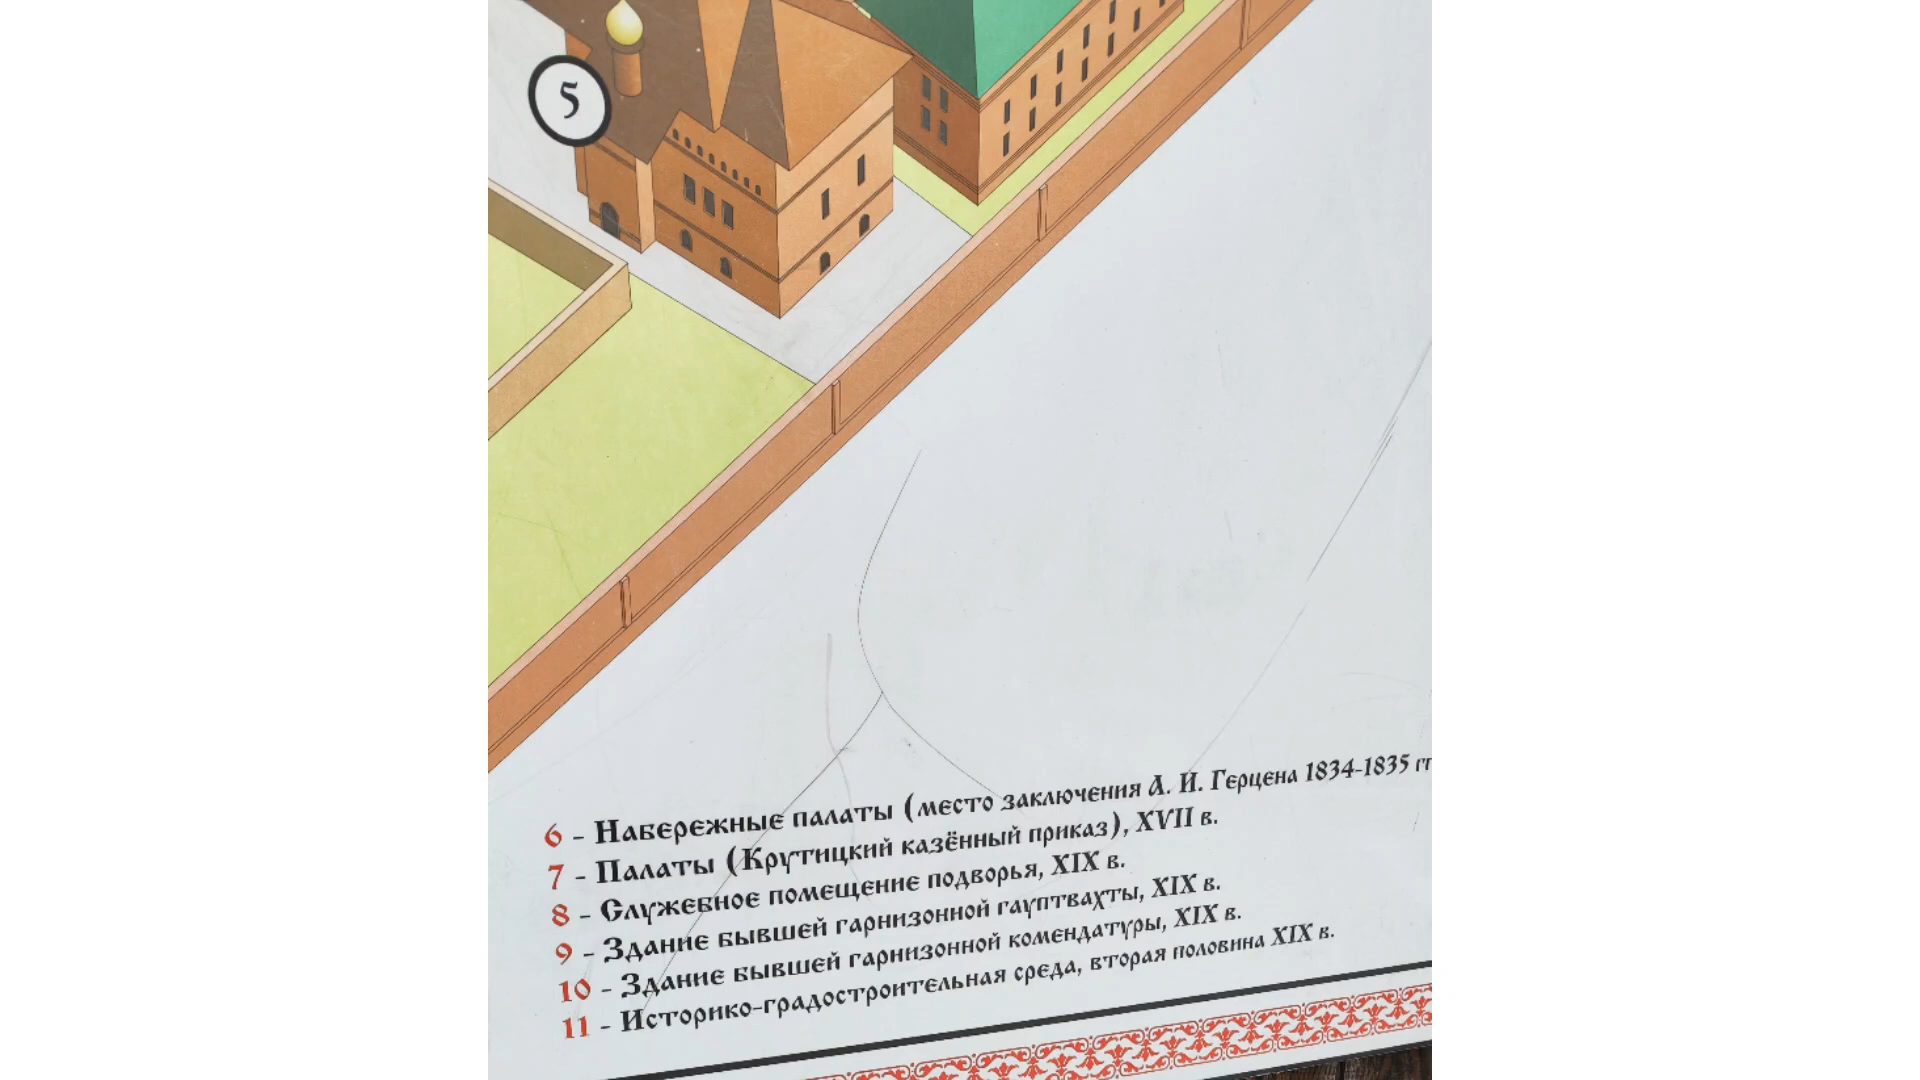 5
6 - Набережные палаты (место заключения А. И. Герцена 1834-1835 гг
7 - Палаты (Крутицкий казённый приказ), XVII в.
8 - Служебное помещение подворья, XIX в.
9 - Здание бывшей гарнизонной гауптвахты, XIX в.
10 - Здание бывшей гарнизонной комендатуры, XIX в.
11 - Историко-градостроительная среда, вторая половина XIX в.